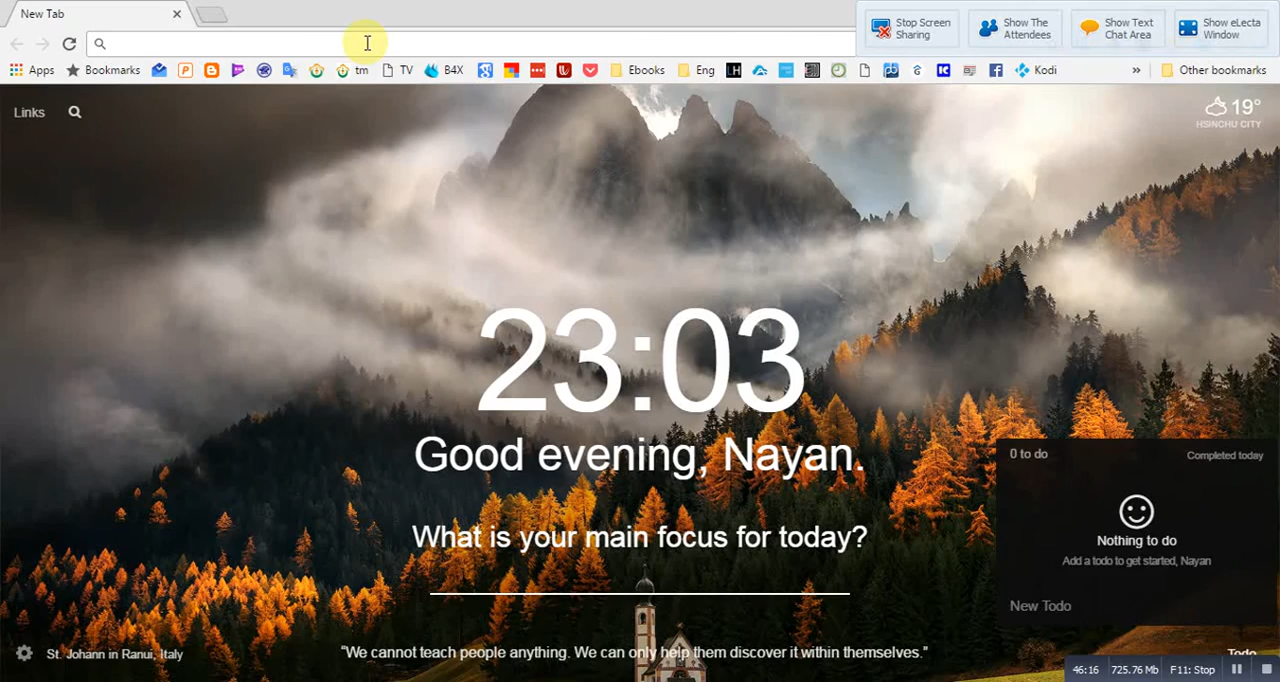 New Tab
Stop Screen Sharing
Show The Attendees
Show Text Chat Area
Show eLecta Window
Apps
Bookmarks
tm
TV
B4X
Ebooks
Eng
LH
Kodi
»
Other bookmarks
Links
19°
HSINCHU CITY
23:03
Good evening, Nayan.
What is your main focus for today?
0 to do
Completed today
Nothing to do
Add a todo to get started, Nayan
New Todo
St. Johann in Ranui, Italy
"We cannot teach people anything. We can only help them discover it within themselves."
Todo
46:16
725.76 Mb
F11: Stop